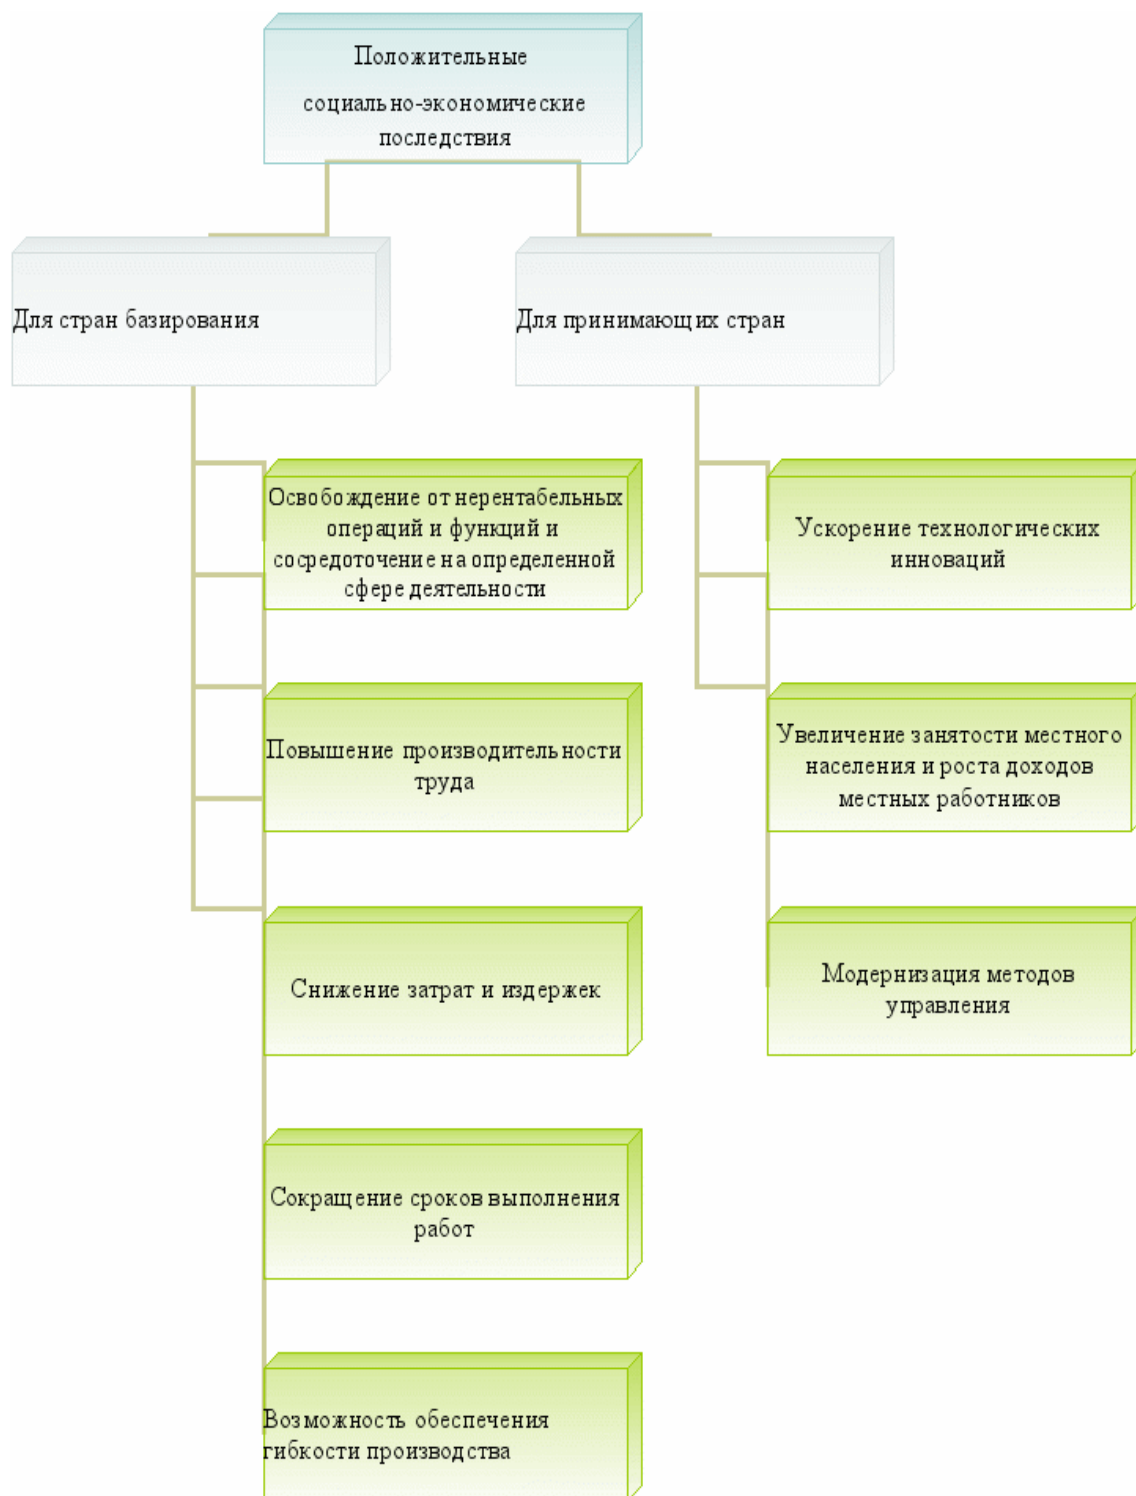 Положительные
социально-экономические
последствия
Для стран базирования
Для принимающих стран
Освобождение от нерентабельных
операций и функций и
сосредоточение на определенной
сфере деятельности
Ускорение технологических
инноваций
Повышение производительности
труда
Увеличение занятости местного
населения и роста доходов
местных работников
Снижение затрат и издержек
Модернизация методов
управления
Сокращение сроков выполнения
работ
Возможность обеспечения
гибкости производства